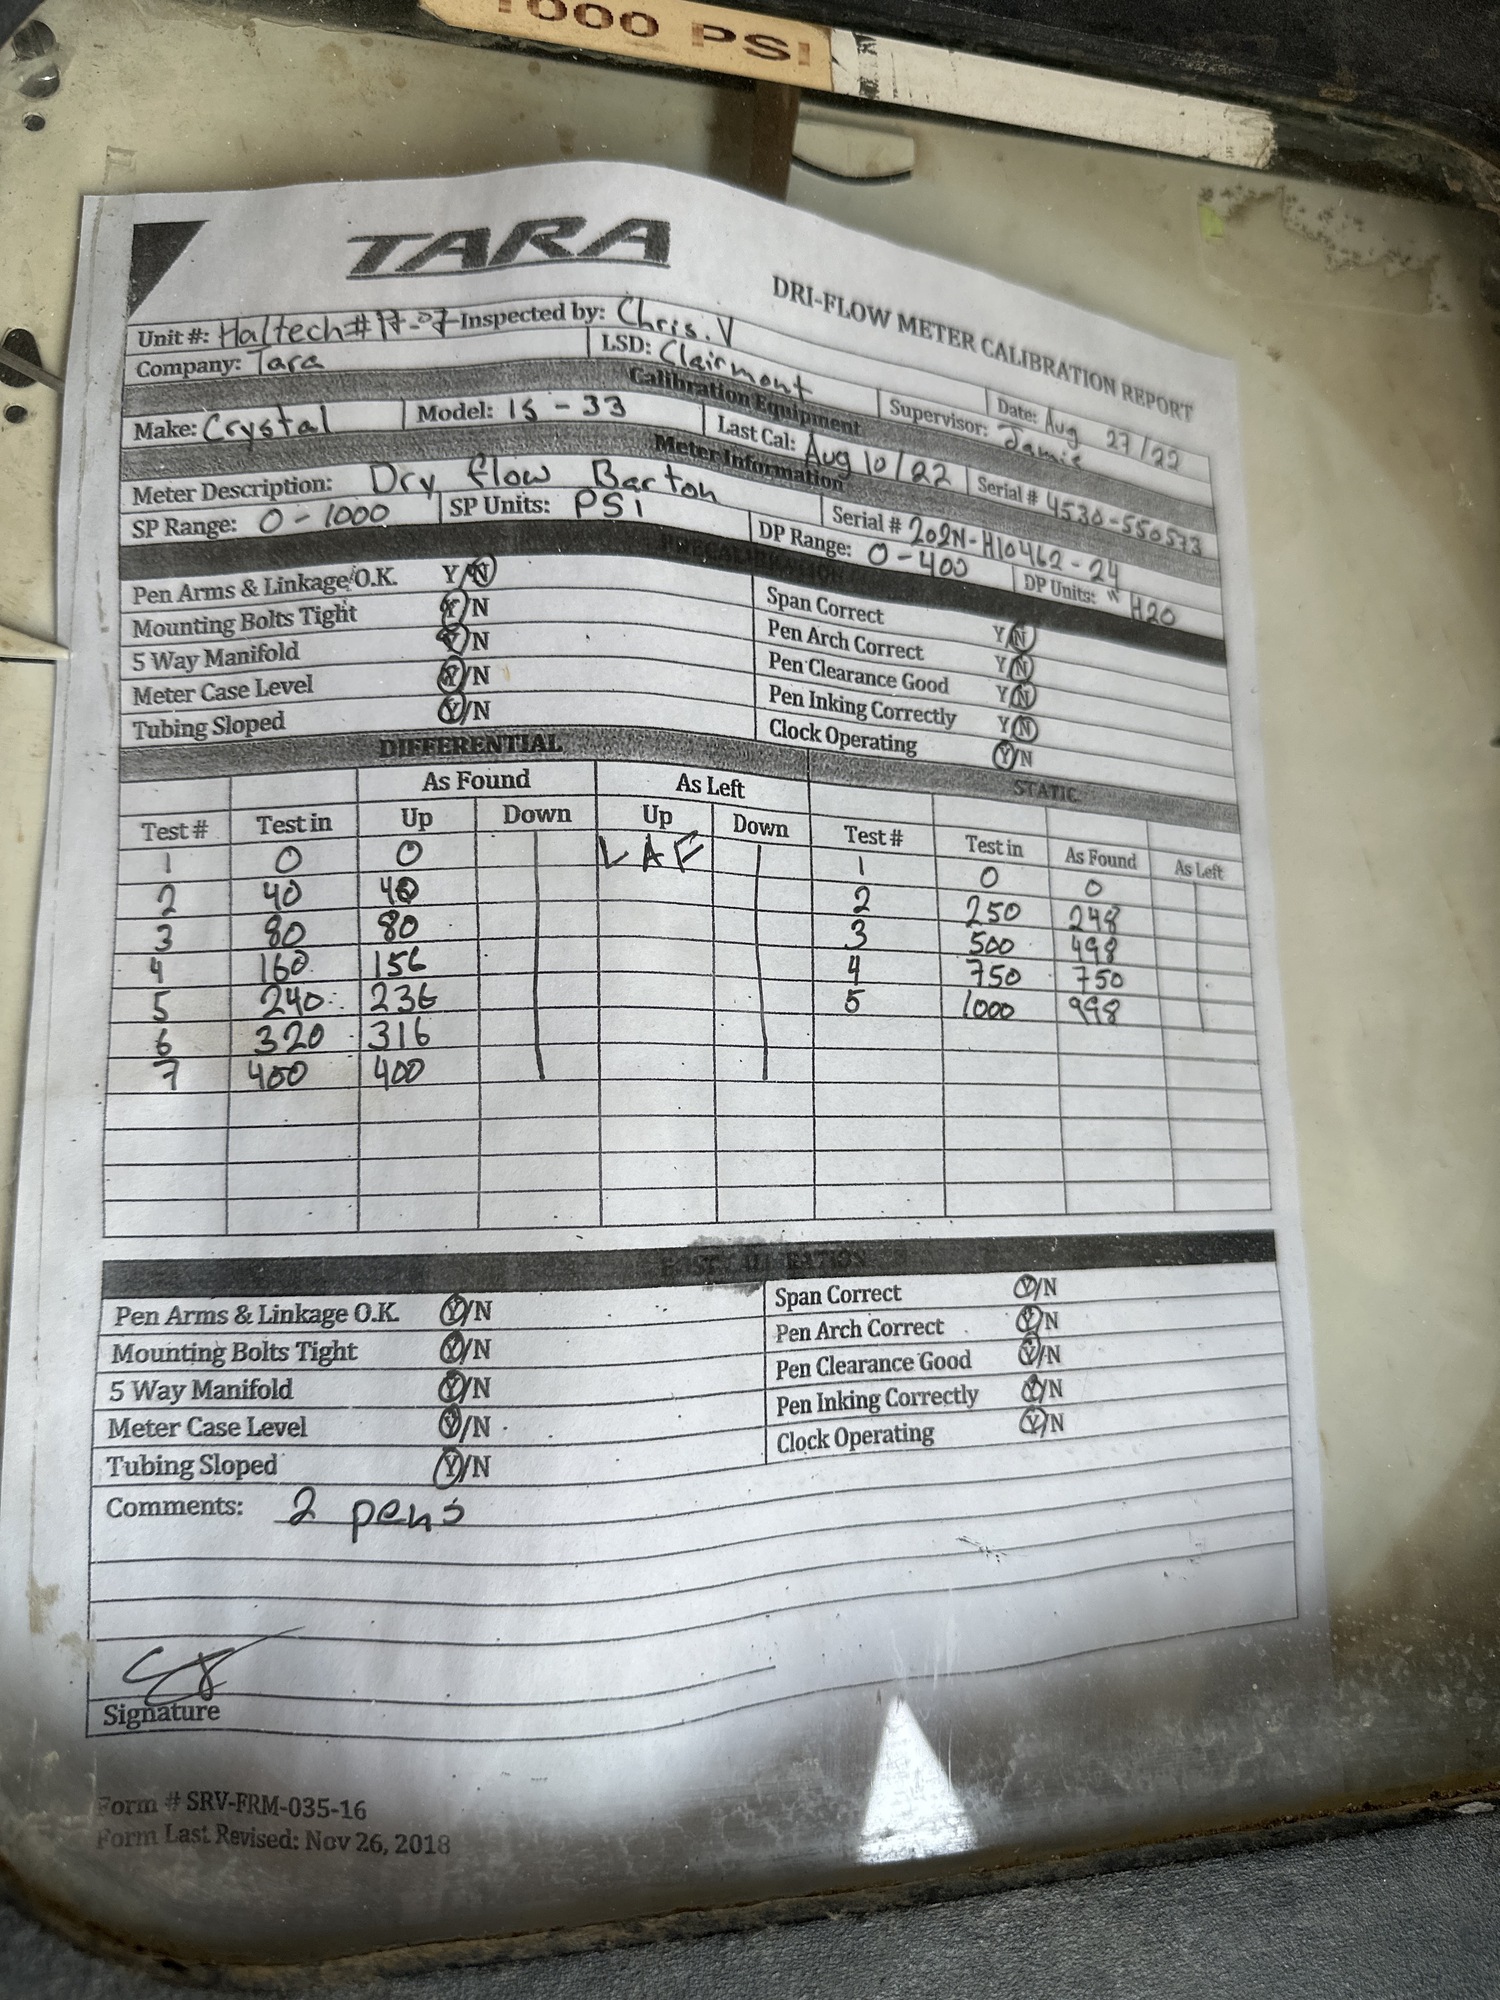 1000 PSI
TARA
DRI-FLOW METER CALIBRATION REPORT
Unit #: Haltech #17-07 Inspected by: Chris.V Date: Aug 27/22
Company: Tara LSD: Clairmont Supervisor: Jamie
Calibration Equipment
Make: Crystal Model: IS-33 Last Cal: Aug 10/22 Serial # 4530-550573
Meter Information
Meter Description: Dry flow Barton Serial # 202N-H10462-24
SP Range: 0-1000 SP Units: PSI DP Range: 0-400 DP Units: "H20
PRECALIBRATION
Pen Arms & Linkage O.K. Y/N Span Correct Y/N
Mounting Bolts Tight Y/N Pen Arch Correct Y/N
5 Way Manifold Y/N Pen Clearance Good Y/N
Meter Case Level Y/N Pen Inking Correctly Y/N
Tubing Sloped Y/N Clock Operating Y/N
DIFFERENTIAL STATIC
As Found As Left
Test # Test in Up Down Up Down Test # Test in As Found As Left
1 0 0 LAF 1 0 0
2 40 40 2 250 248
3 80 80 3 500 498
4 160 156 4 750 750
5 240 236 5 1000 998
6 320 316
7 400 400
POSTCALIBRATION
Pen Arms & Linkage O.K. Y/N Span Correct Y/N
Mounting Bolts Tight Y/N Pen Arch Correct Y/N
5 Way Manifold Y/N Pen Clearance Good Y/N
Meter Case Level Y/N Pen Inking Correctly Y/N
Tubing Sloped Y/N Clock Operating Y/N
Comments: 2 pens
Signature
Form # SRV-FRM-035-16
Form Last Revised: Nov 26, 2018